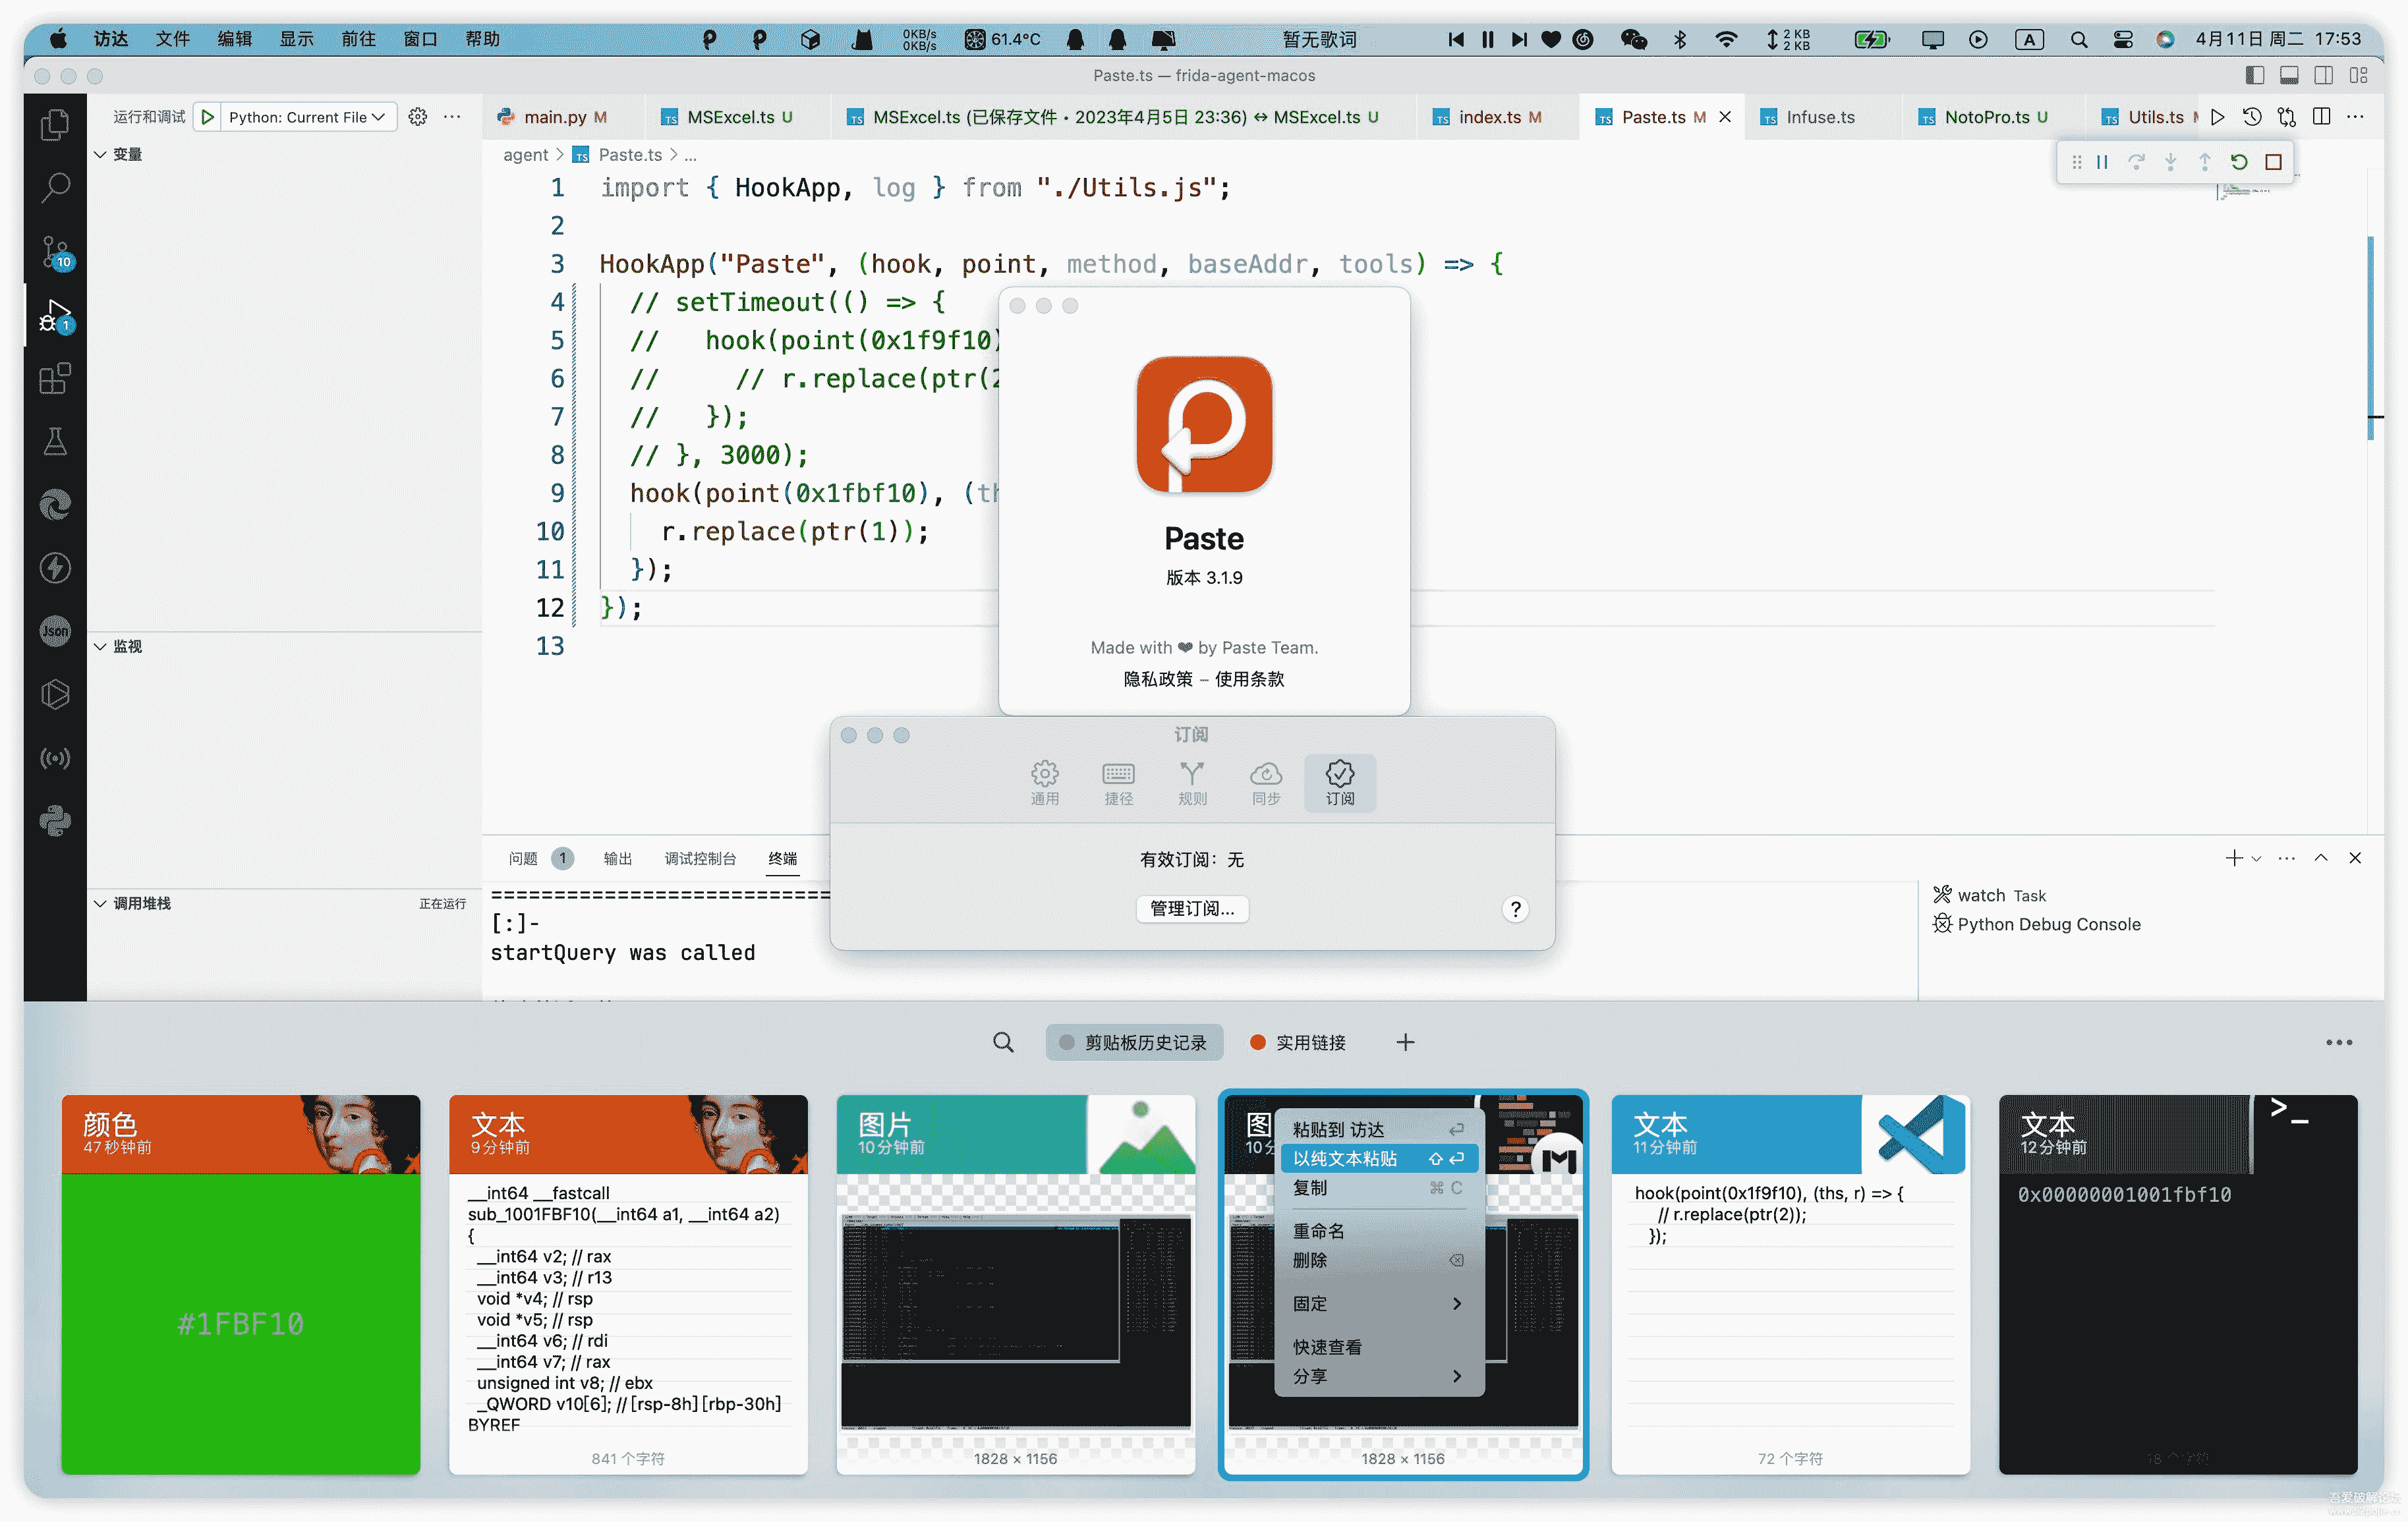 访达 文件 编辑 显示 前往 窗口 帮助
0KB/s
0KB/s
61.4°C
暂无歌词
2 KB
2 KB
A
4月11日 周二 17:53
Paste.ts — frida-agent-macos
运行和调试
Python: Current File
main.py M
MSExcel.ts U
MSExcel.ts (已保存文件 • 2023年4月5日 23:36) ↔ MSExcel.ts U
index.ts M
Paste.ts M
Infuse.ts
NotoPro.ts U
Utils.ts
变量
agent > Paste.ts > ...
1 import { HookApp, log } from "./Utils.js";
2
3 HookApp("Paste", (hook, point, method, baseAddr, tools) => {
4 // setTimeout(() => {
5 // hook(point(0x1f9f10)
6 // // r.replace(ptr(2
7 // });
8 // }, 3000);
9 hook(point(0x1fbf10), (th
10 r.replace(ptr(1));
11 });
12 });
13
10
1
Json
监视
调用堆栈
正在运行
Paste
版本 3.1.9
Made with ❤ by Paste Team.
隐私政策 – 使用条款
订阅
通用 捷径 规则 同步 订阅
有效订阅：无
管理订阅...
?
问题 1 输出 调试控制台 终端
==============================
[:]-
startQuery was called
watch Task
Python Debug Console
剪贴板历史记录
实用链接
颜色
47 秒钟前
#1FBF10
文本
9 分钟前
__int64 __fastcall
sub_1001FBF10(__int64 a1, __int64 a2)
{
__int64 v2; // rax
__int64 v3; // r13
void *v4; // rsp
void *v5; // rsp
__int64 v6; // rdi
__int64 v7; // rax
unsigned int v8; // ebx
_QWORD v10[6]; // [rsp-8h] [rbp-30h]
BYREF
841 个字符
图片
10 分钟前
1828 × 1156
图
10 分
粘贴到 访达
以纯文本粘贴
复制 ⌘ C
重命名
删除
固定
快速查看
分享
1828 × 1156
文本
11 分钟前
hook(point(0x1f9f10), (ths, r) => {
// r.replace(ptr(2));
});
72 个字符
文本
12 分钟前
>_
0x00000001001fbf10
18 个字符
吾爱破解论坛